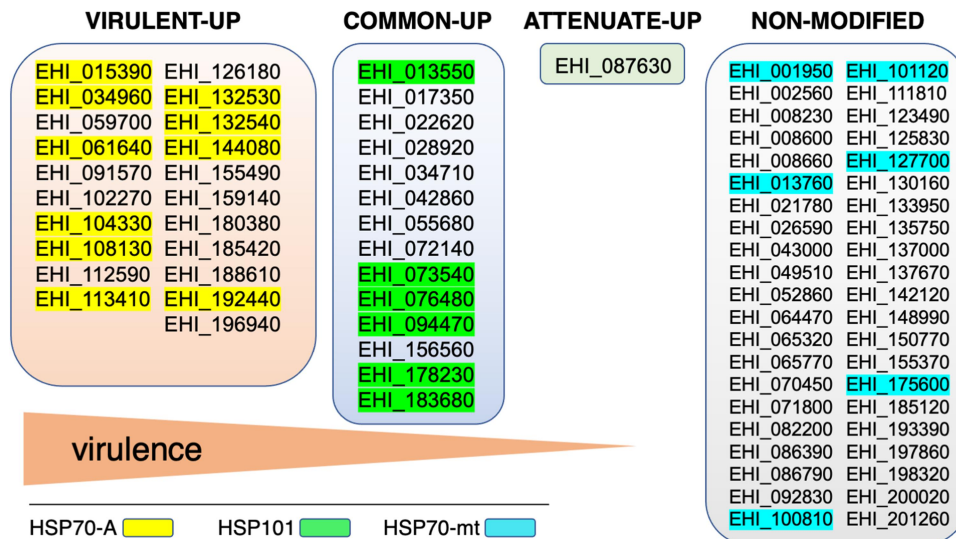 VIRULENT-UP
EHI_015390 EHI_126180
EHI_034960 EHI_132530
EHI_059700 EHI_132540
EHI_061640 EHI_144080
EHI_091570 EHI_155490
EHI_102270 EHI_159140
EHI_104330 EHI_180380
EHI_108130 EHI_185420
EHI_112590 EHI_188610
EHI_113410 EHI_192440
EHI_196940
COMMON-UP
EHI_013550
EHI_017350
EHI_022620
EHI_028920
EHI_034710
EHI_042860
EHI_055680
EHI_072140
EHI_073540
EHI_076480
EHI_094470
EHI_156560
EHI_178230
EHI_183680
ATTENUATE-UP
EHI_087630
NON-MODIFIED
EHI_001950 EHI_101120
EHI_002560 EHI_111810
EHI_008230 EHI_123490
EHI_008600 EHI_125830
EHI_008660 EHI_127700
EHI_013760 EHI_130160
EHI_021780 EHI_133950
EHI_026590 EHI_135750
EHI_043000 EHI_137000
EHI_049510 EHI_137670
EHI_052860 EHI_142120
EHI_064470 EHI_148990
EHI_065320 EHI_150770
EHI_065770 EHI_155370
EHI_070450 EHI_175600
EHI_071800 EHI_185120
EHI_082200 EHI_193390
EHI_086390 EHI_197860
EHI_086790 EHI_198320
EHI_092830 EHI_200020
EHI_100810 EHI_201260
virulence
HSP70-A HSP101 HSP70-mt